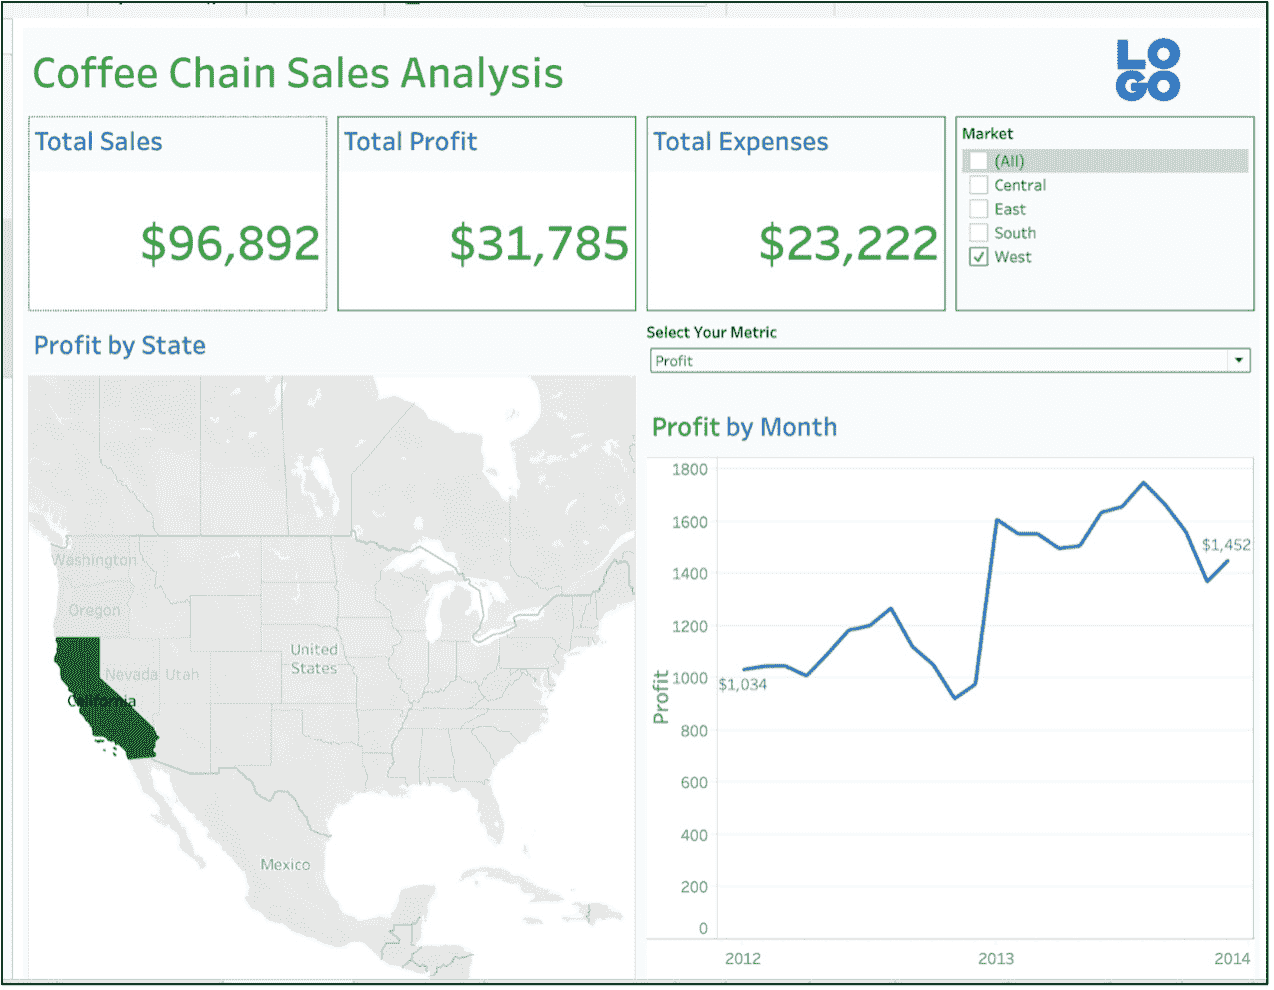 Coffee Chain Sales Analysis
LO
GO
Total Sales
$96,892
Total Profit
$31,785
Total Expenses
$23,222
Market
(All)
Central
East
South
West
Profit by State
Select Your Metric
Profit
Washington
Oregon
Nevada Utah
California
United
States
Mexico
Profit by Month
1800
1600
1400
1200
1000
800
600
400
200
0
Profit
$1,034
$1,452
2012
2013
2014